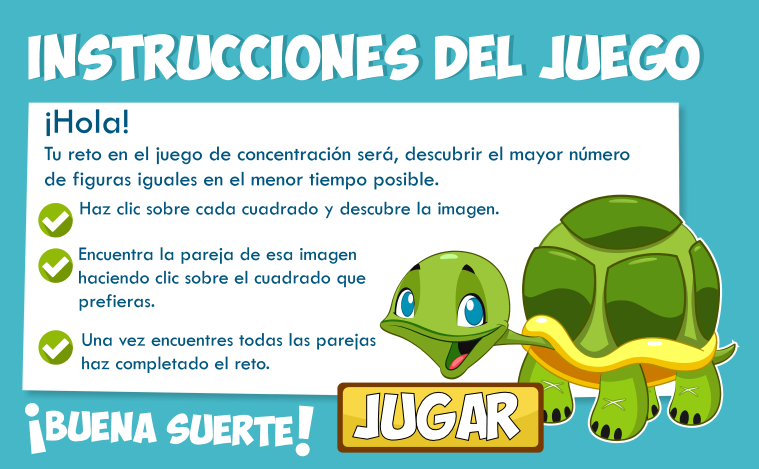 INSTRUCCIONES DEL JUEGO
¡Hola!
Tu reto en el juego de concentración será, descubrir el mayor número
de figuras iguales en el menor tiempo posible.
Haz clic sobre cada cuadrado y descubre la imagen.
Encuentra la pareja de esa imagen
haciendo clic sobre el cuadrado que
prefieras.
Una vez encuentres todas las parejas
haz completado el reto.
¡BUENA SUERTE!
JUGAR